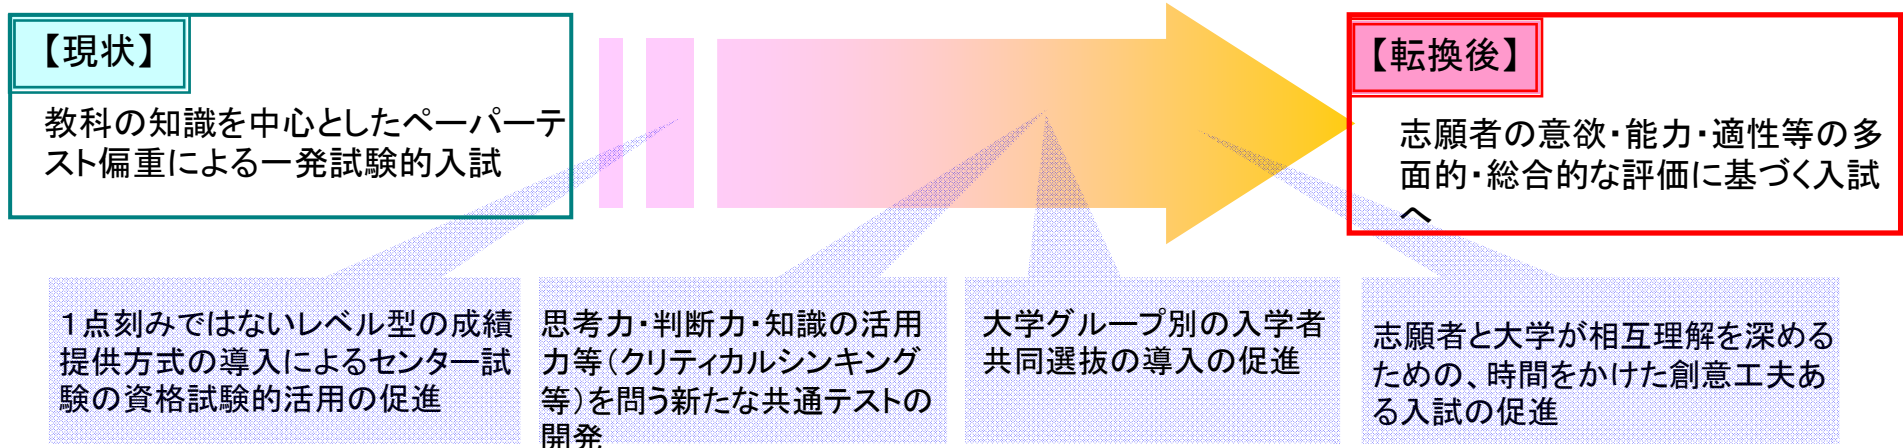 【現状】
教科の知識を中心としたペーパーテ
スト偏重による一発試験的入試
【転換後】
志願者の意欲・能力・適性等の多
面的・総合的な評価に基づく入試
へ
１点刻みではないレベル型の成績
提供方式の導入によるセンター試
験の資格試験的活用の促進
思考力・判断力・知識の活用
力等（クリティカルシンキング
等）を問う新たな共通テストの
開発
大学グループ別の入学者
共同選抜の導入の促進
志願者と大学が相互理解を深める
ための、時間をかけた創意工夫あ
る入試の促進